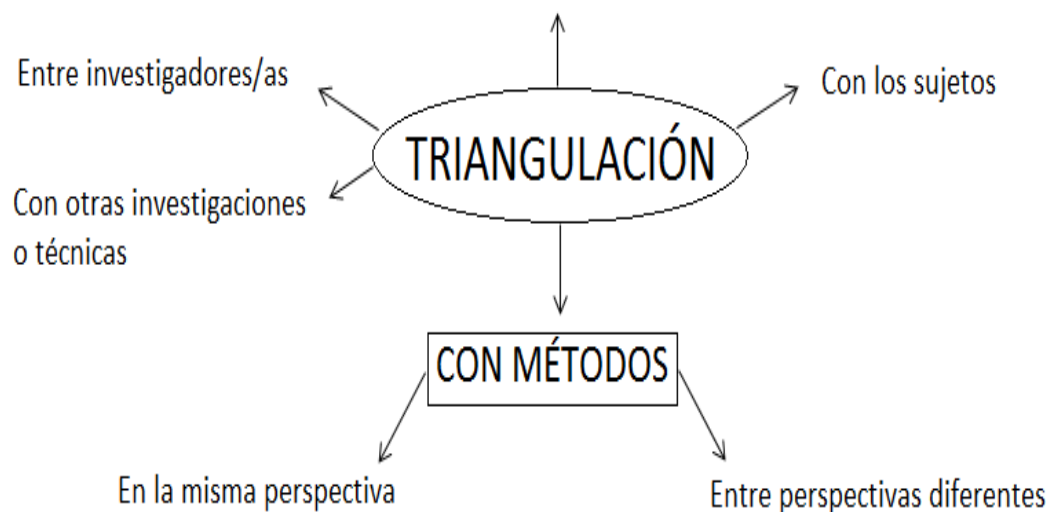 Entre investigadores/as
Con los sujetos
TRIANGULACIÓN
Con otras investigaciones
o técnicas
CON MÉTODOS
En la misma perspectiva
Entre perspectivas diferentes